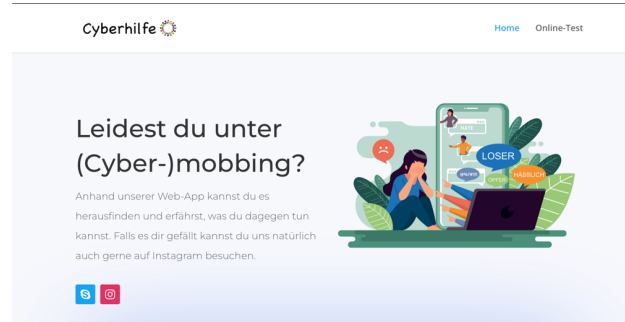 Cyberhilfe
Home Online-Test
Leidest du unter
(Cyber-)mobbing?
Anhand unserer Web-App kannst du es
herausfinden und erfährst, was du dagegen tun
kannst. Falls es dir gefällt kannst du uns natürlich
auch gerne auf Instagram besuchen.
HATE
LOSER
OPFER
HÄSSLICH